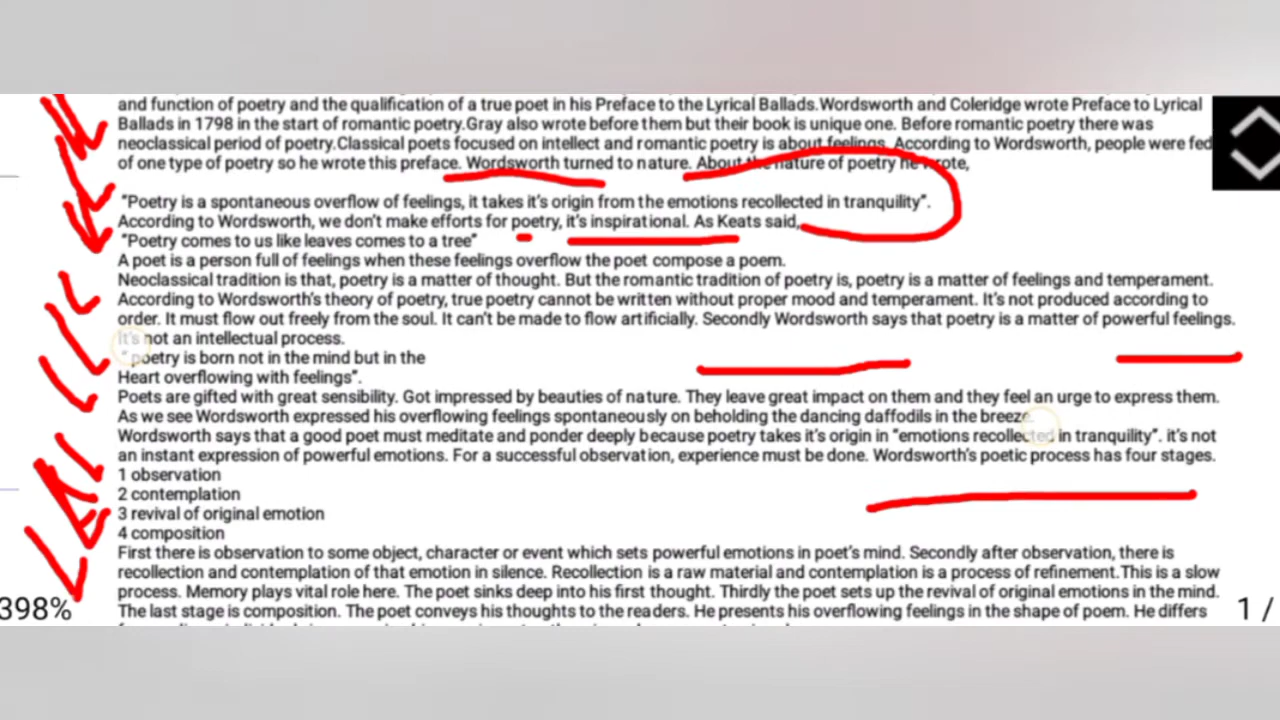 and function of poetry and the qualification of a true poet in his Preface to the Lyrical Ballads.Wordsworth and Coleridge wrote Preface to Lyrical
Ballads in 1798 in the start of romantic poetry.Gray also wrote before them but their book is unique one. Before romantic poetry there was
neoclassical period of poetry.Classical poets focused on intellect and romantic poetry is about feelings. According to Wordsworth, people were fed
of one type of poetry so he wrote this preface. Wordsworth turned to nature. About the nature of poetry he wrote,
"Poetry is a spontaneous overflow of feelings, it takes it's origin from the emotions recollected in tranquility".
According to Wordsworth, we don't make efforts for poetry, it's inspirational. As Keats said,
"Poetry comes to us like leaves comes to a tree"
A poet is a person full of feelings when these feelings overflow the poet compose a poem.
Neoclassical tradition is that, poetry is a matter of thought. But the romantic tradition of poetry is, poetry is a matter of feelings and temperament.
According to Wordsworth's theory of poetry, true poetry cannot be written without proper mood and temperament. It's not produced according to
order. It must flow out freely from the soul. It can't be made to flow artificially. Secondly Wordsworth says that poetry is a matter of powerful feelings.
It's not an intellectual process.
" poetry is born not in the mind but in the
Heart overflowing with feelings".
Poets are gifted with great sensibility. Got impressed by beauties of nature. They leave great impact on them and they feel an urge to express them.
As we see Wordsworth expressed his overflowing feelings spontaneously on beholding the dancing daffodils in the breeze.
Wordsworth says that a good poet must meditate and ponder deeply because poetry takes it's origin in "emotions recollected in tranquility". it's not
an instant expression of powerful emotions. For a successful observation, experience must be done. Wordsworth's poetic process has four stages.
1 observation
2 contemplation
3 revival of original emotion
4 composition
First there is observation to some object, character or event which sets powerful emotions in poet's mind. Secondly after observation, there is
recollection and contemplation of that emotion in silence. Recollection is a raw material and contemplation is a process of refinement.This is a slow
process. Memory plays vital role here. The poet sinks deep into his first thought. Thirdly the poet sets up the revival of original emotions in the mind.
The last stage is composition. The poet conveys his thoughts to the readers. He presents his overflowing feelings in the shape of poem. He differs
398%
1 /